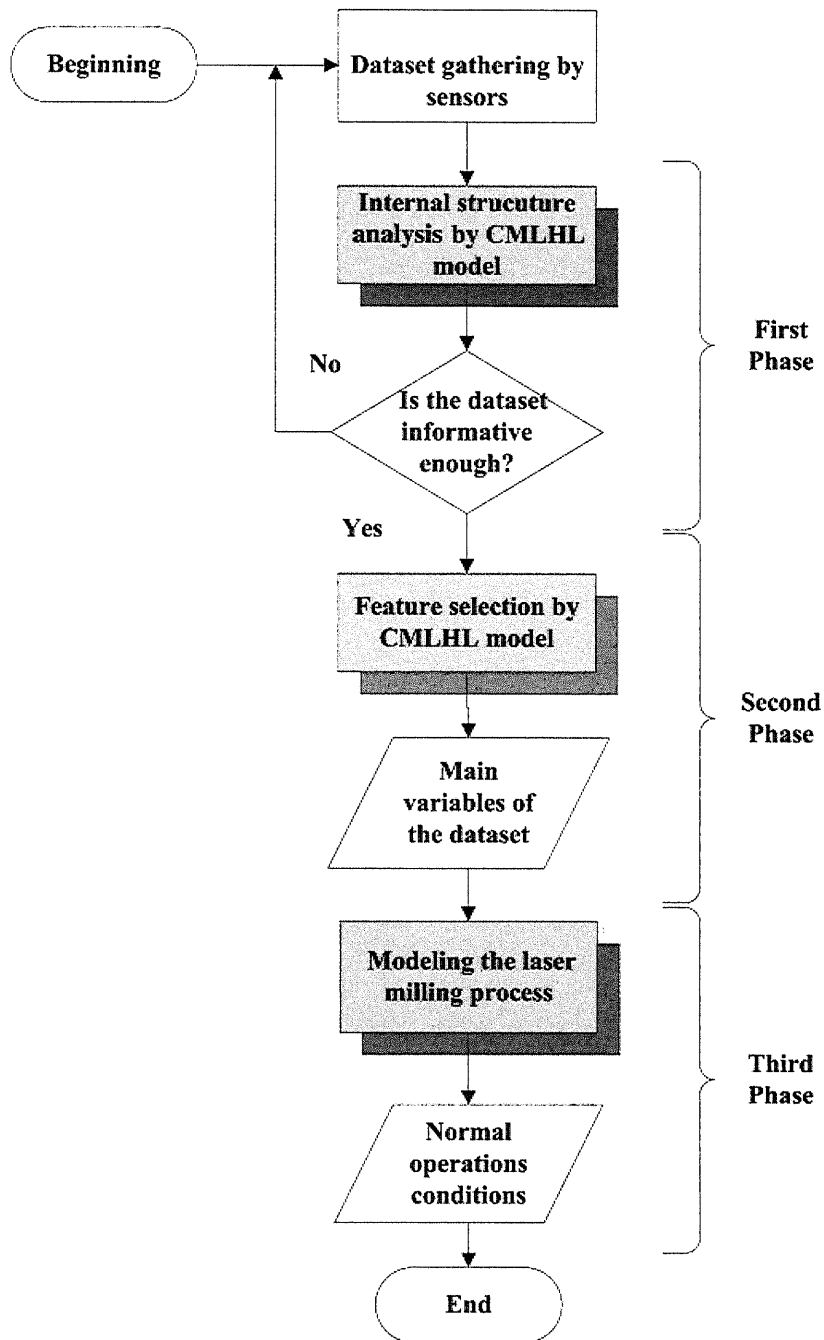 Beginning
Dataset gathering by
sensors
Internal strucuture
analysis by CMLHL
model
First
Phase
No
Is the dataset
informative
enough?
Yes
Feature selection by
CMLHL model
Second
Phase
Main
variables of
the dataset
Modeling the laser
milling process
Third
Phase
Normal
operations
conditions
End